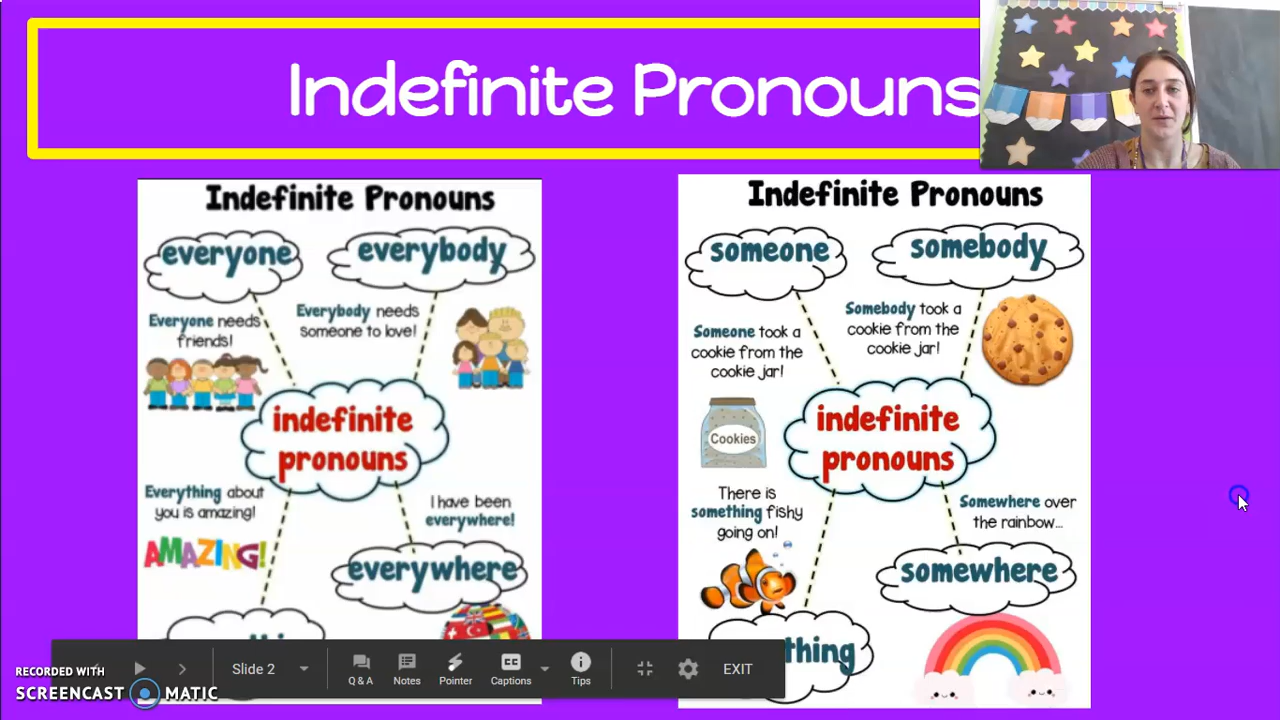 Indefinite Pronouns
Indefinite Pronouns
everyone
everybody
Everyone needs
friends!
Everybody needs
someone to love!
indefinite
pronouns
Everything about
you is amazing!
AMAZING!
I have been
everywhere!
everywhere
Indefinite Pronouns
someone
somebody
Someone took a
cookie from the
cookie jar!
Somebody took a
cookie from the
cookie jar!
Cookies
indefinite
pronouns
There is
something fishy
going on!
Somewhere over
the rainbow...
somewhere
thing
RECORDED WITH
SCREENCAST MATIC
Slide 2
Q & A
Notes
Pointer
Captions
Tips
EXIT